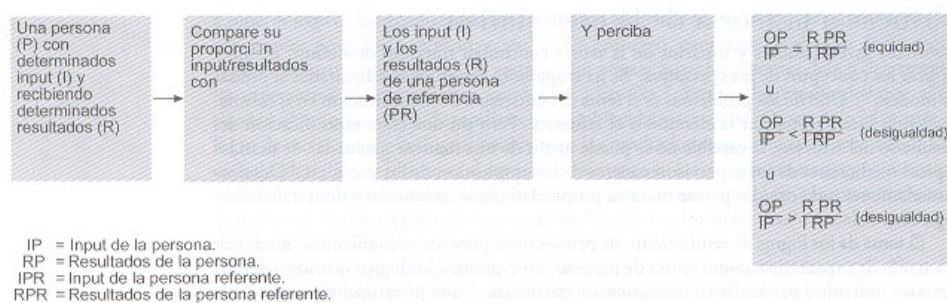 Una persona
(P) con
determinados
input (I) y
recibiendo
determinados
resultados (R)
Compare su
proporci□n
input/resultados
con
Los input (I)
y los
resultados (R)
de una persona
de referencia
(PR)
Y perciba
OP
IP
=
R PR
I RP
(equidad)
u
OP
IP
<
R PR
I RP
(desigualdad)
u
OP
IP
>
R PR
I RP
(desigualdad)
IP = Input de la persona.
RP = Resultados de la persona.
IPR = Input de la persona referente.
RPR = Resultados de la persona referente.